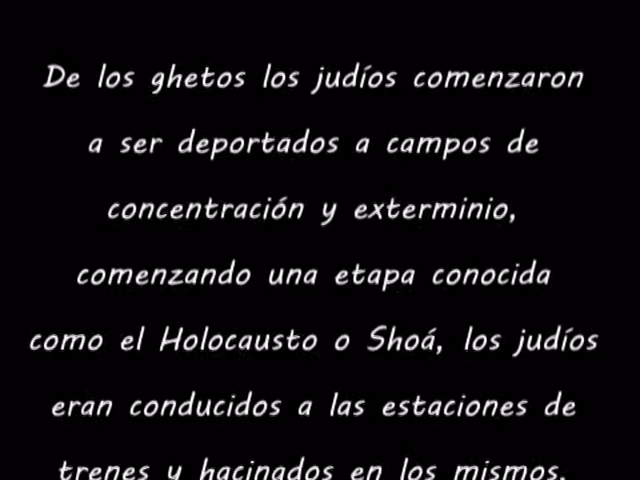 De los ghetos los judíos comenzaron
a ser deportados a campos de
concentración y exterminio,
comenzando una etapa conocida
como el Holocausto o Shoá, los judíos
eran conducidos a las estaciones de
trenes y hacinados en los mismos.